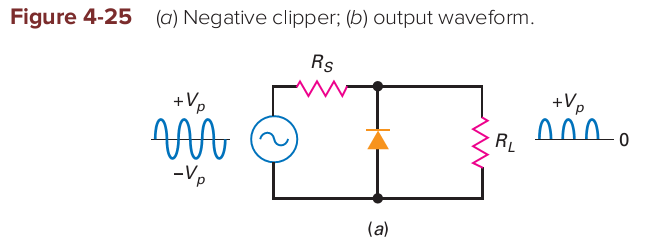 Figure 4-25 (a) Negative clipper; (b) output waveform.
RS
+Vp
+Vp
RL
0
–Vp
(a)